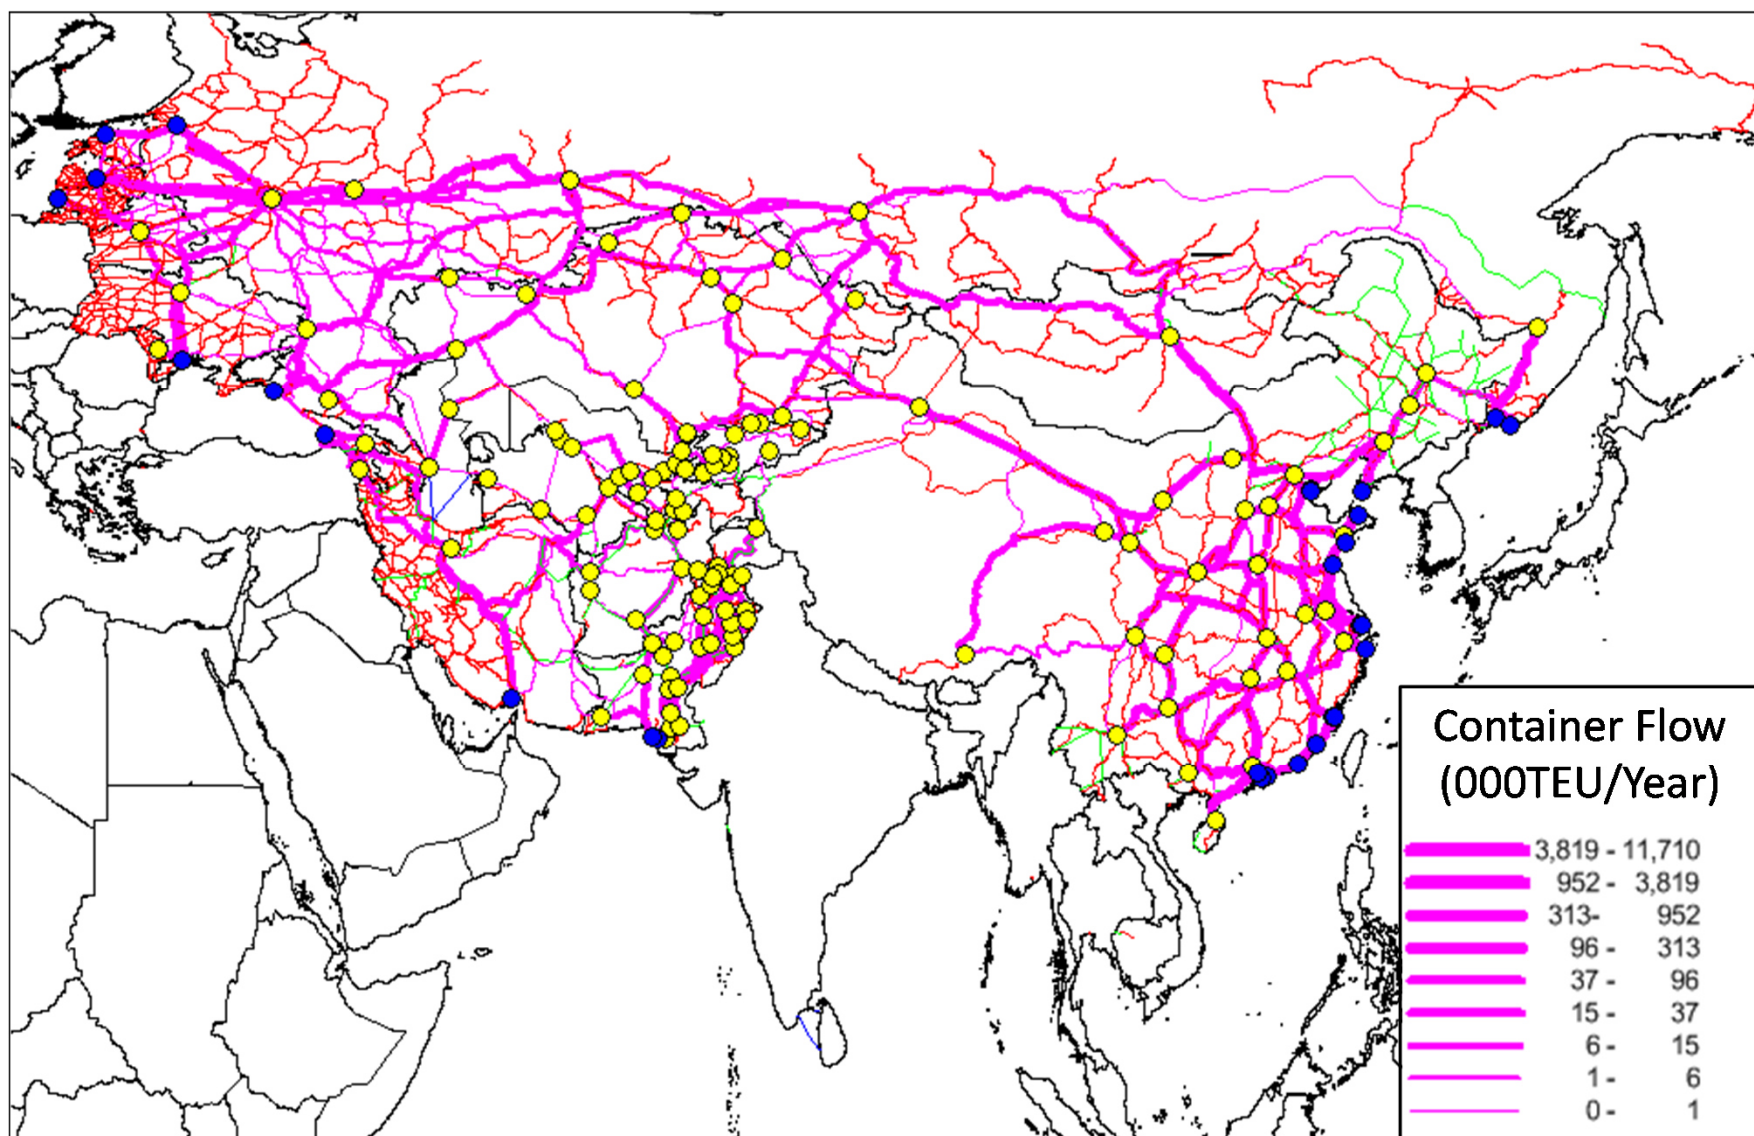 Container Flow
(000TEU/Year)
3,819 - 11,710
952 - 3,819
313- 952
96 - 313
37 - 96
15 - 37
6 - 15
1 - 6
0 - 1